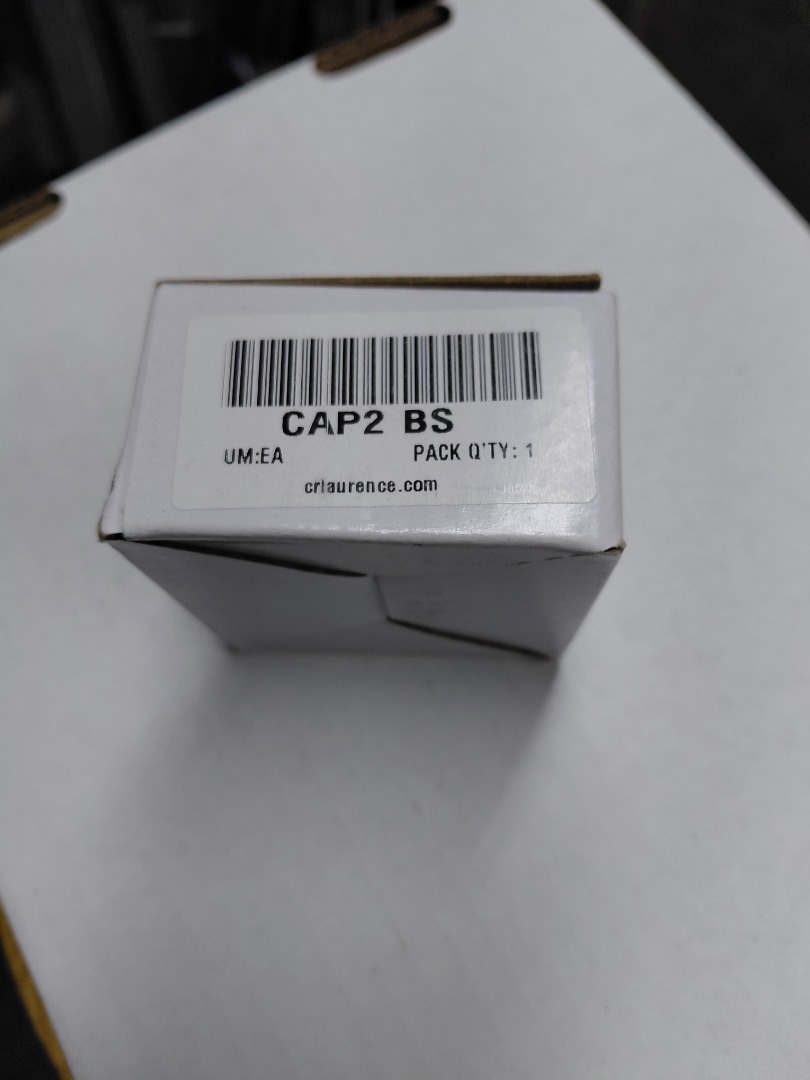 CAP2 BS
UM:EA PACK Q'TY: 1
crlaurence.com